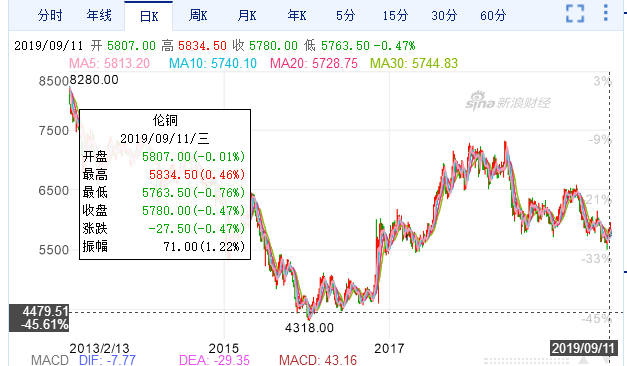 分时 年线 日K 周K 月K 年K 5分 15分 30分 60分
2019/09/11 开 5807.00 高 5834.50 收 5780.00 低 5763.50 -0.47%
MA5: 5813.20 MA10: 5740.10 MA20: 5728.75 MA30: 5744.83
8500 8280.00 3%
sina 新浪财经
伦铜
7500 2019/09/11/三 -9%
开盘 5807.00(-0.01%)
最高 5834.50(0.46%)
6500 最低 5763.50(-0.76%) -21%
收盘 5780.00(-0.47%)
涨跌 -27.50(-0.47%)
5500 振幅 71.00(1.22%) -33%
4479.51
-45.61% 4318.00 -45%
2013/2/13 2015 2017 2019/09/11
MACD DIF: -7.77 DEA: -29.35 MACD: 43.16